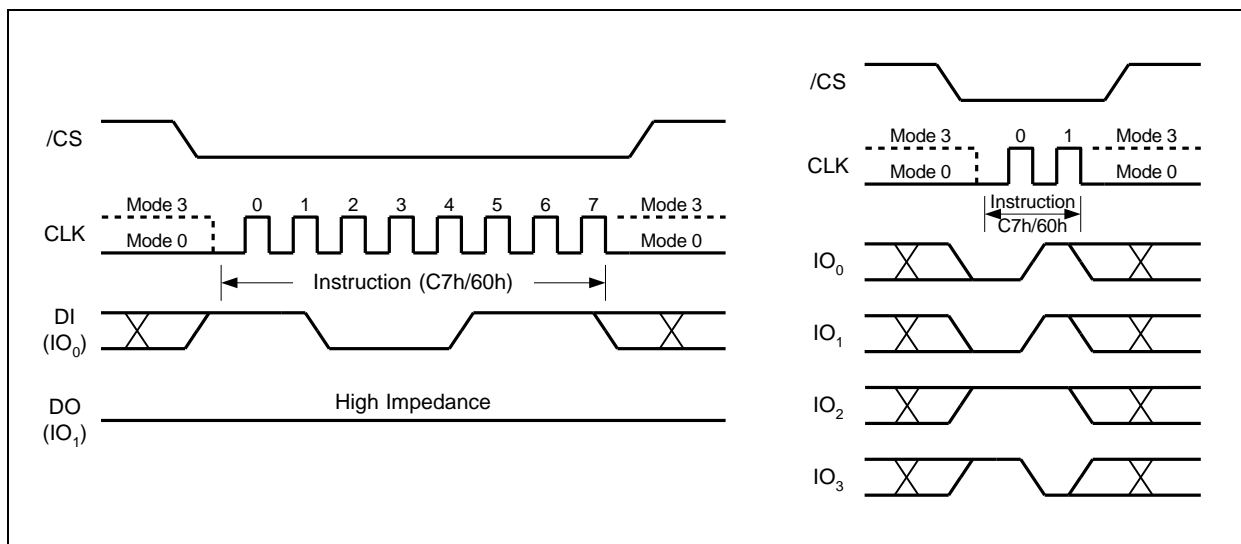 /CS
Mode 3 0 1 2 3 4 5 6 7 Mode 3
CLK Mode 0 Mode 0
Instruction (C7h/60h)
DI
(IO0)
High Impedance
DO
(IO1)
/CS
Mode 3 0 1 Mode 3
CLK Mode 0 Mode 0
Instruction
C7h/60h
IO0
IO1
IO2
IO3